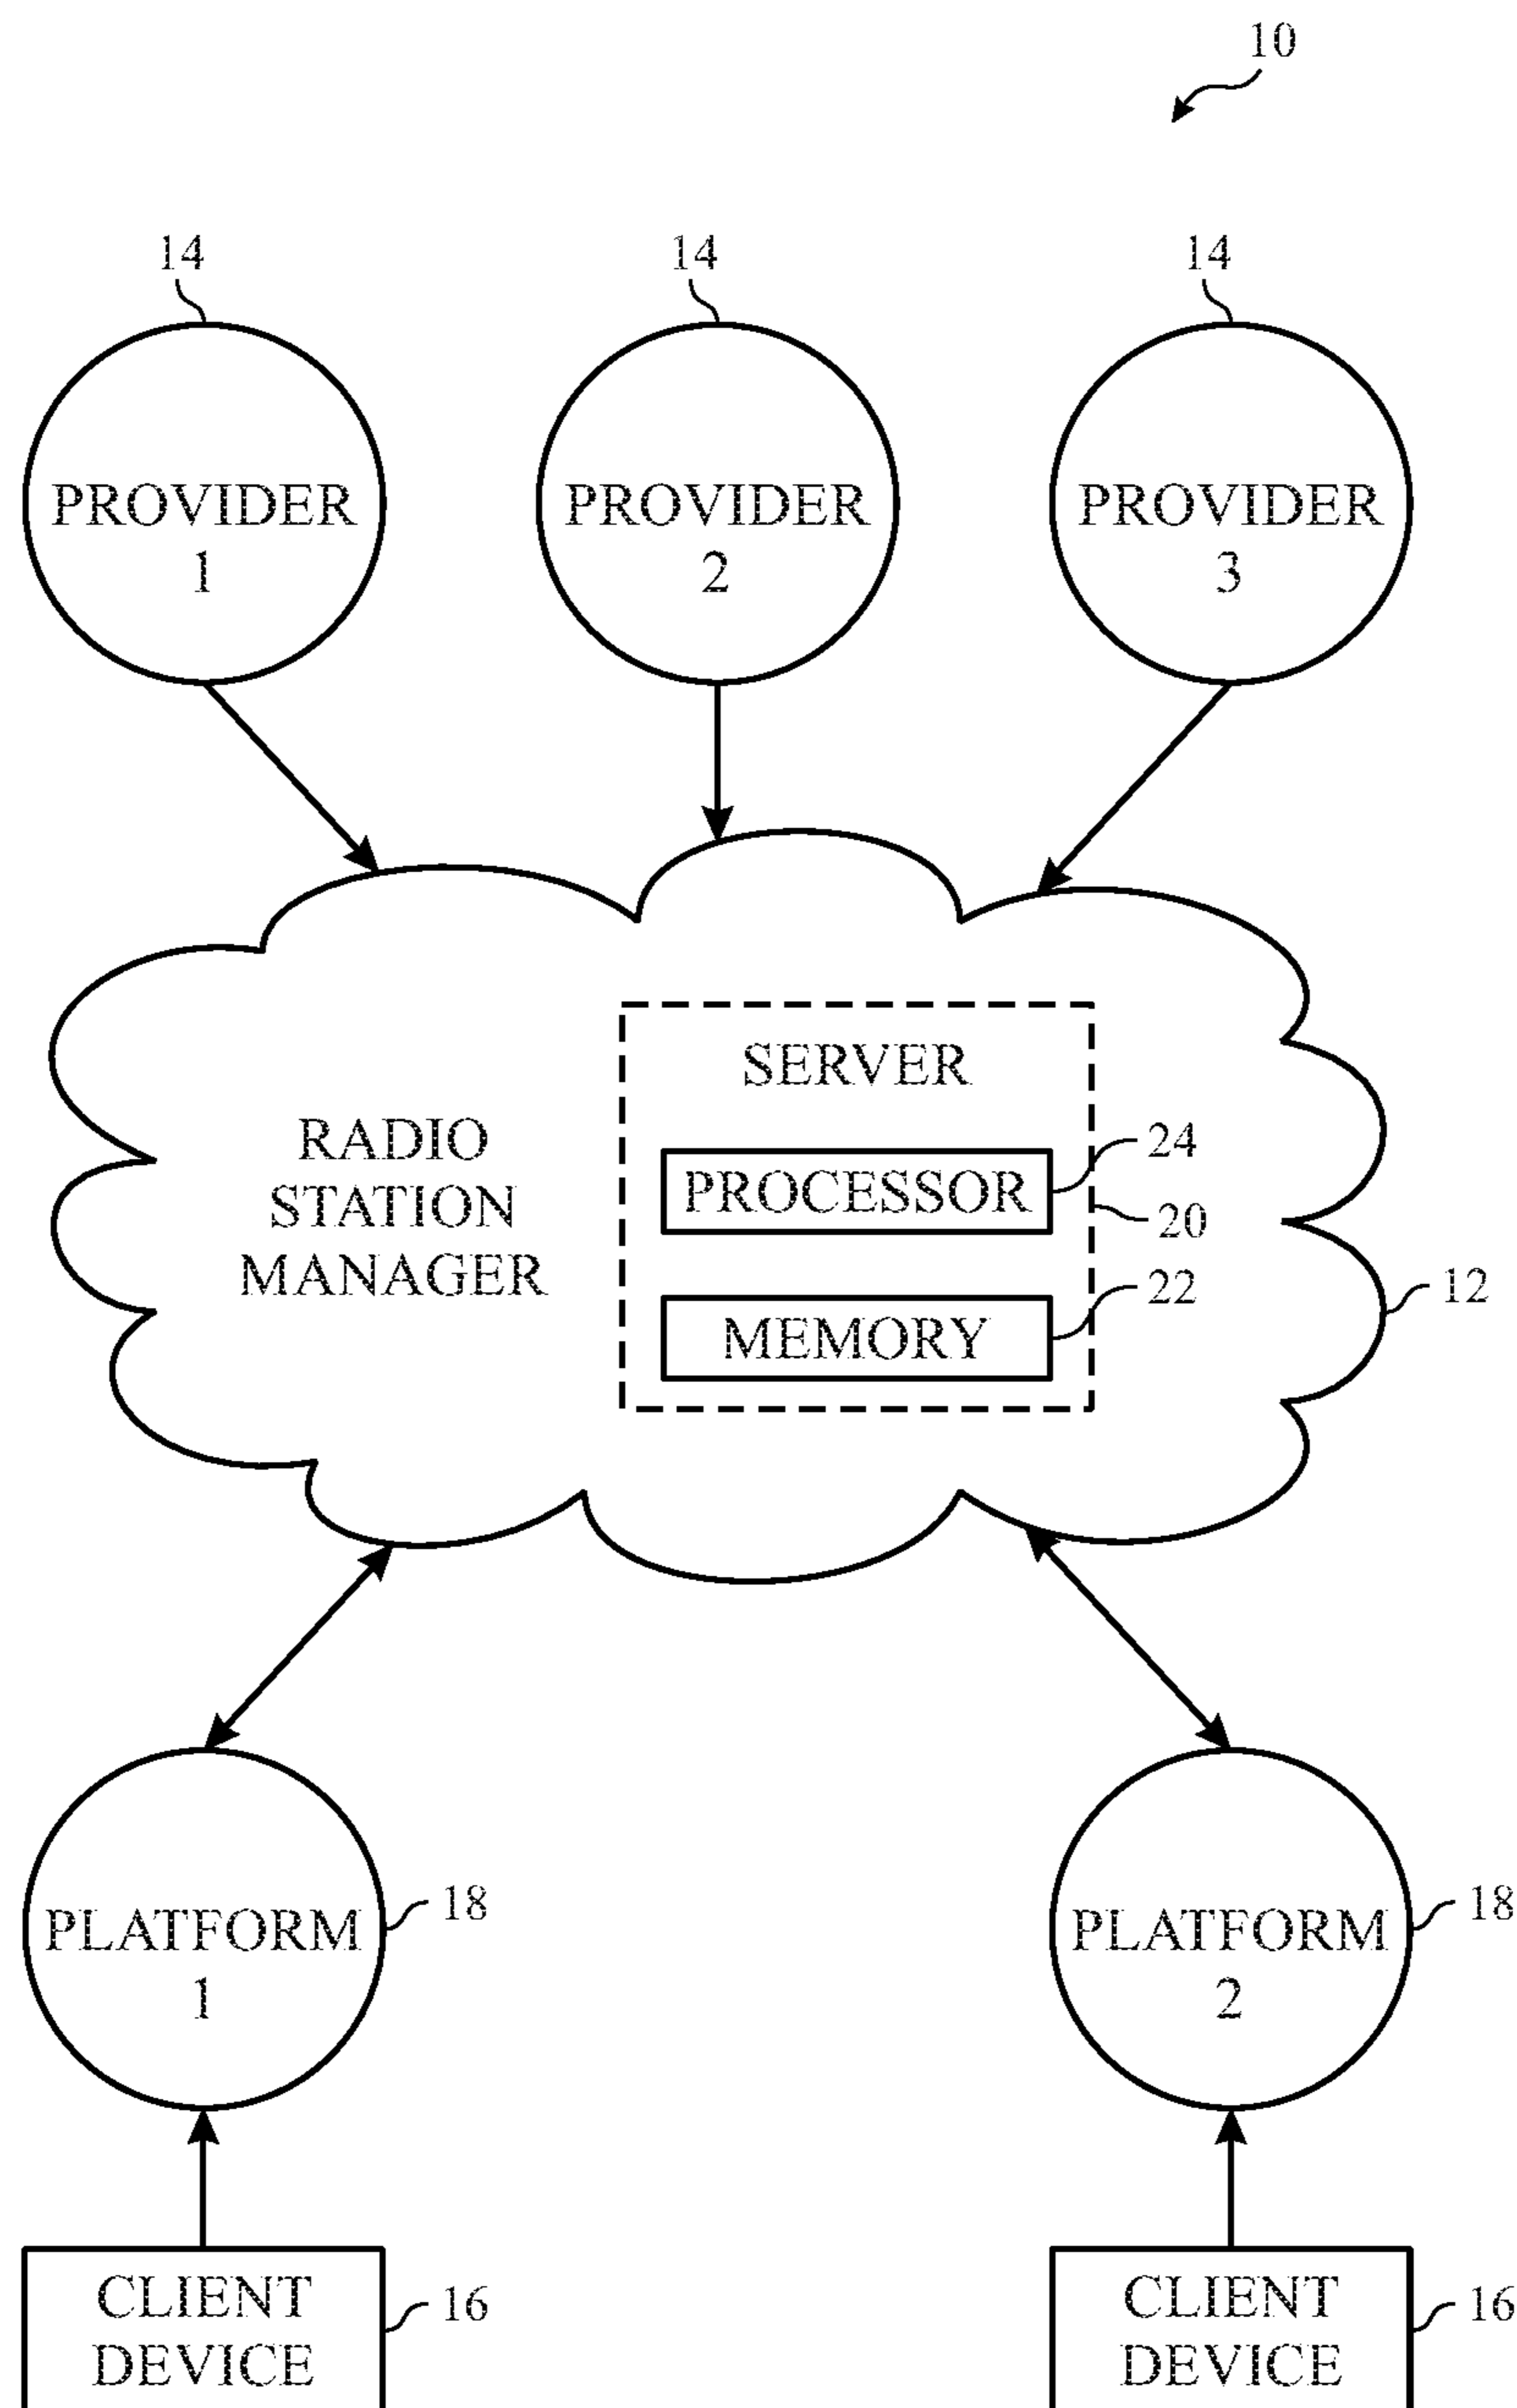 10
14
14
14
PROVIDER
1
PROVIDER
2
PROVIDER
3
SERVER
RADIO
STATION
MANAGER
PROCESSOR
24
20
MEMORY
22
12
PLATFORM
1
18
PLATFORM
2
18
CLIENT
DEVICE
16
CLIENT
DEVICE
16